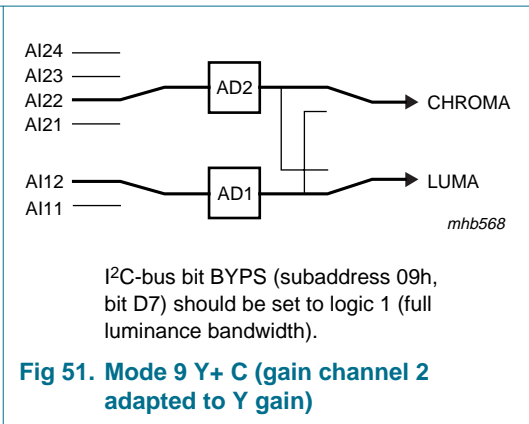 AI24
AI23
AI22
AI21
AD2
CHROMA
AI12
AI11
AD1
LUMA
mhb568
I²C-bus bit BYPS (subaddress 09h,
bit D7) should be set to logic 1 (full
luminance bandwidth).
Fig 51. Mode 9 Y+ C (gain channel 2
adapted to Y gain)